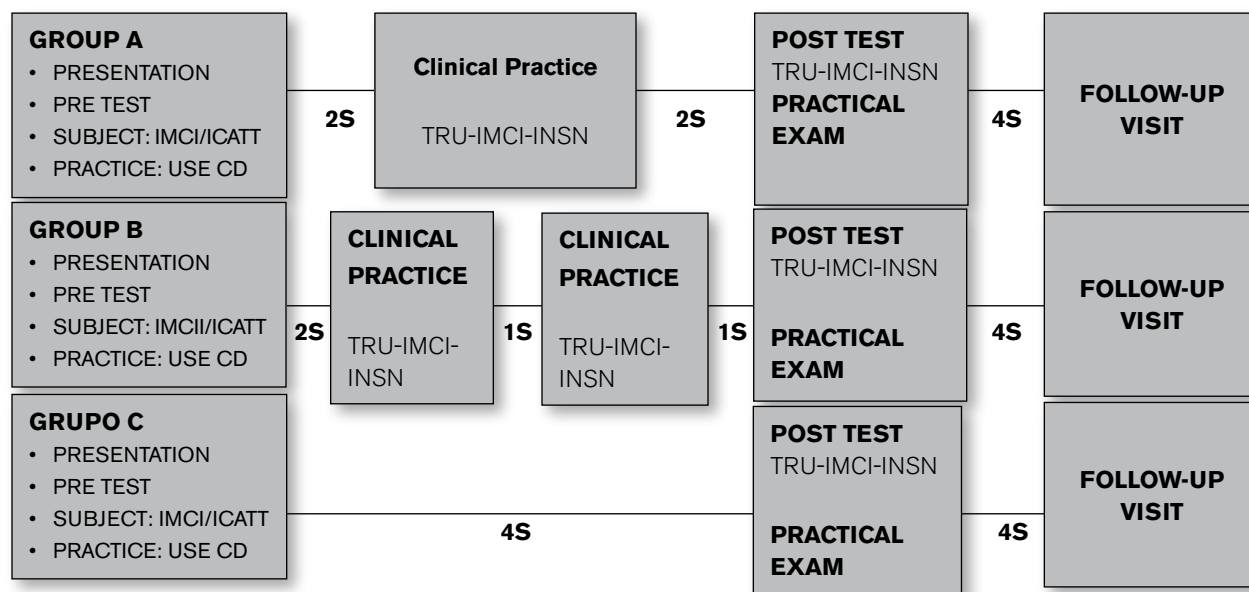 GROUP A
• PRESENTATION
• PRE TEST
• SUBJECT: IMCI/ICATT
• PRACTICE: USE CD
2S
Clinical Practice
TRU-IMCI-INSN
2S
POST TEST
TRU-IMCI-INSN
PRACTICAL
EXAM
4S
FOLLOW-UP
VISIT
GROUP B
• PRESENTATION
• PRE TEST
• SUBJECT: IMCII/ICATT
• PRACTICE: USE CD
2S
CLINICAL
PRACTICE
TRU-IMCI-
INSN
1S
CLINICAL
PRACTICE
TRU-IMCI-
INSN
1S
POST TEST
TRU-IMCI-INSN
PRACTICAL
EXAM
4S
FOLLOW-UP
VISIT
GRUPO C
• PRESENTATION
• PRE TEST
• SUBJECT: IMCI/ICATT
• PRACTICE: USE CD
4S
POST TEST
TRU-IMCI-INSN
PRACTICAL
EXAM
4S
FOLLOW-UP
VISIT